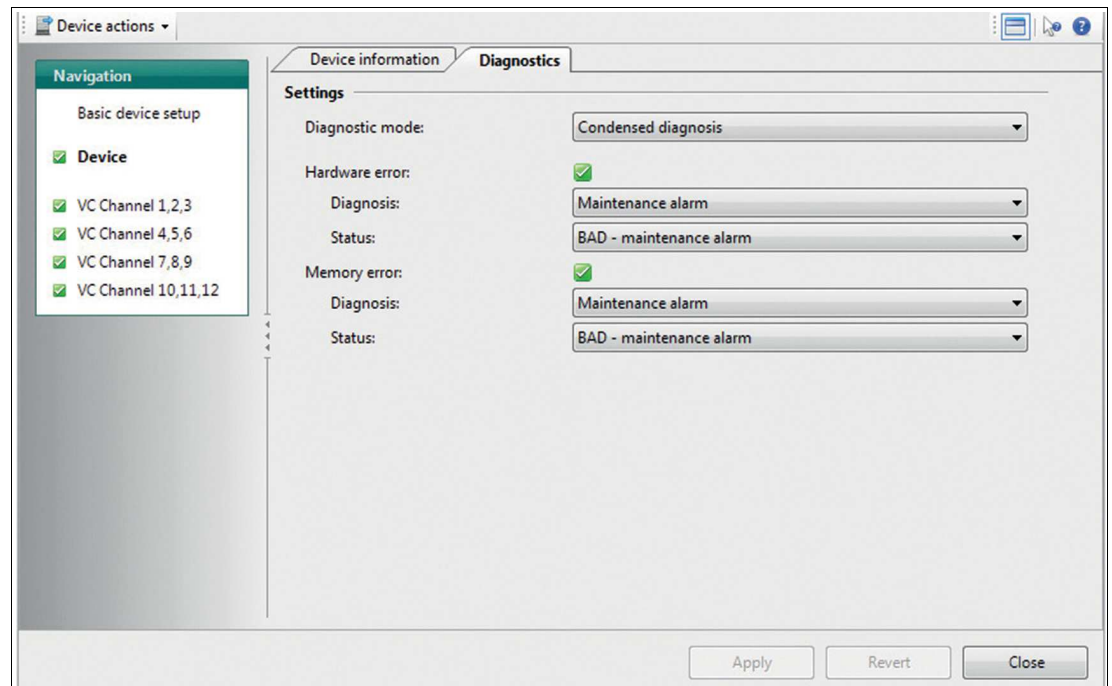 Device actions
Device information
Diagnostics
Navigation
Basic device setup
Device
VC Channel 1,2,3
VC Channel 4,5,6
VC Channel 7,8,9
VC Channel 10,11,12
Settings
Diagnostic mode: Condensed diagnosis
Hardware error:
Diagnosis: Maintenance alarm
Status: BAD - maintenance alarm
Memory error:
Diagnosis: Maintenance alarm
Status: BAD - maintenance alarm
Apply Revert Close